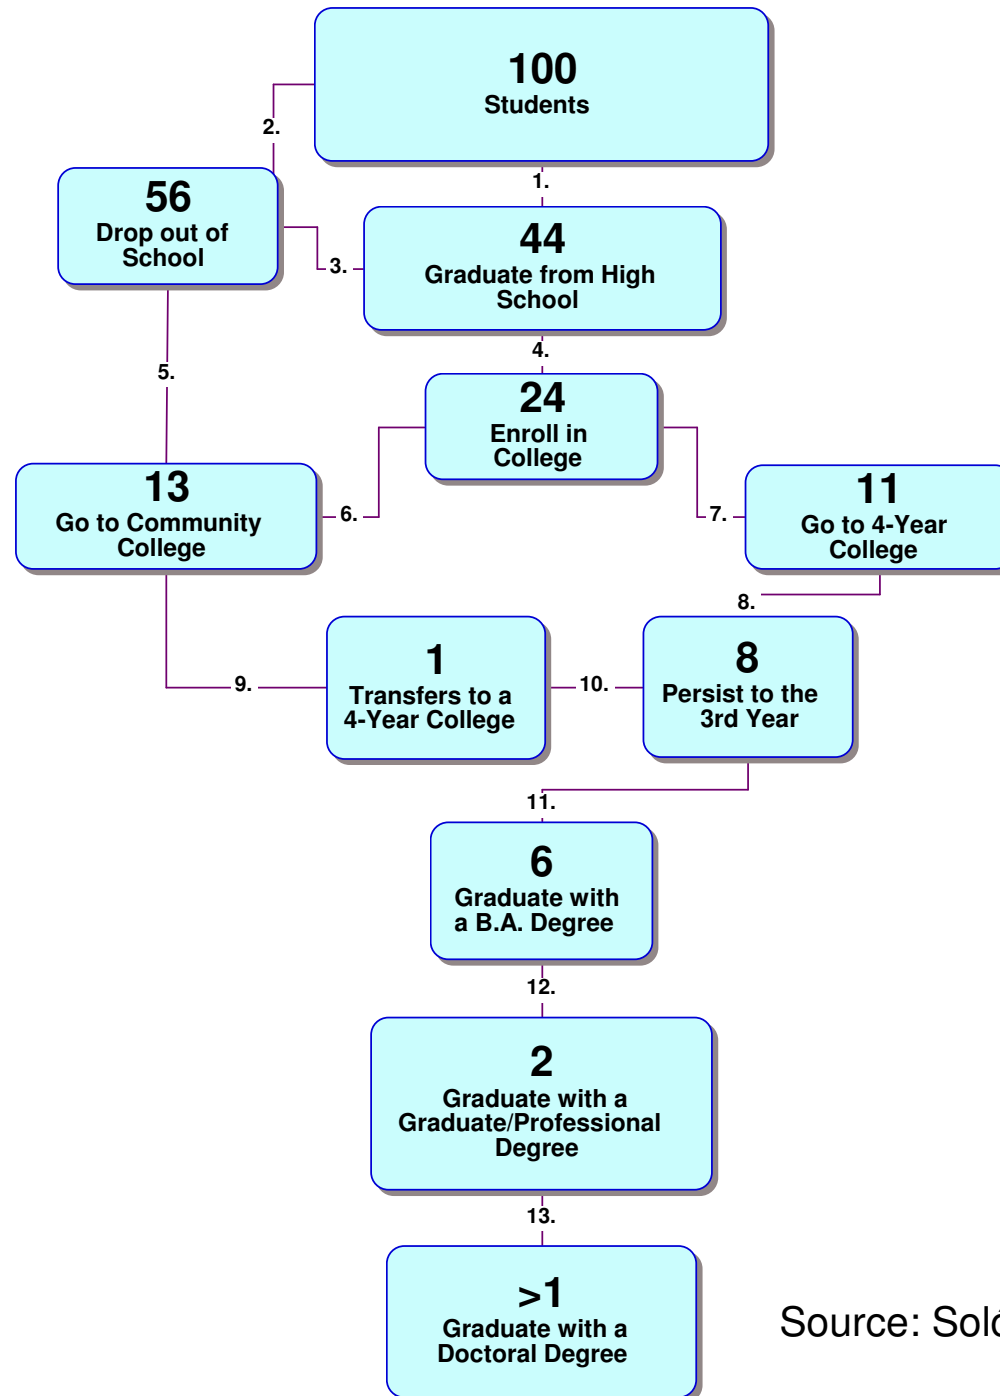 100
Students
2.
1.
56
Drop out of
School
3.
44
Graduate from High
School
4.
5.
24
Enroll in
College
13
Go to Community
College
6.
7.
11
Go to 4-Year
College
8.
1
Transfers to a
4-Year College
9.
10.
8
Persist to the
3rd Year
11.
6
Graduate with
a B.A. Degree
12.
2
Graduate with a
Graduate/Professional
Degree
13.
>1
Graduate with a
Doctoral Degree
Source: